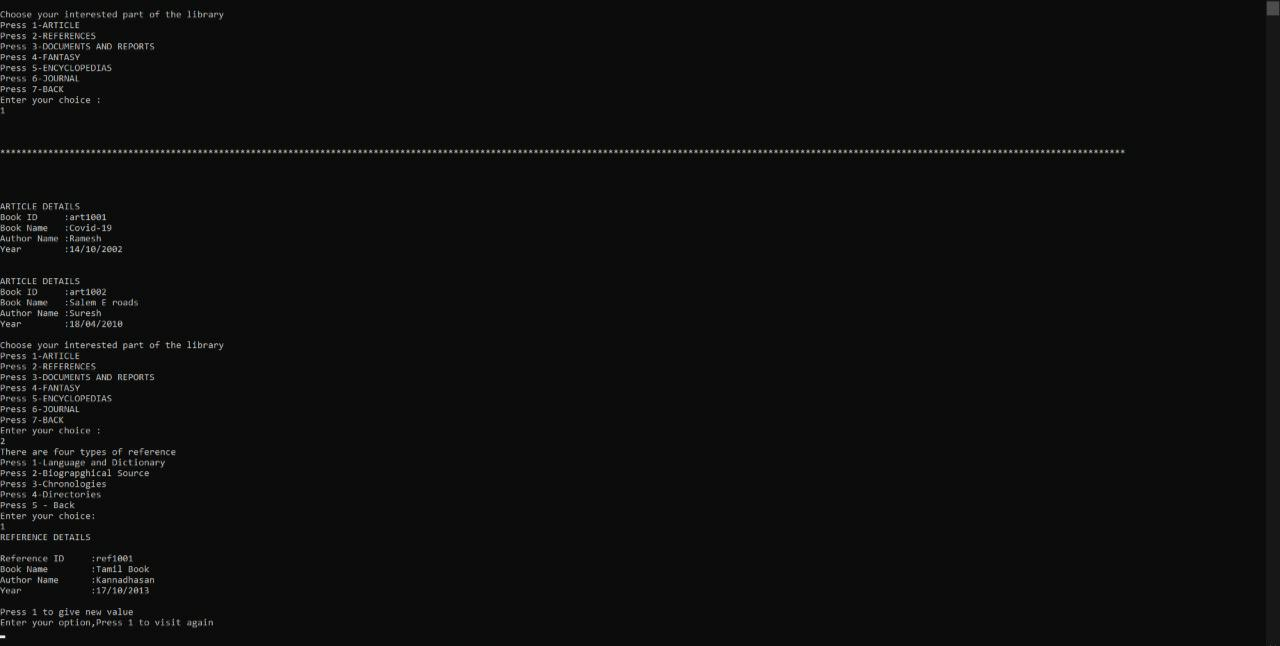 Choose your interested part of the library
Press 1-ARTICLE
Press 2-REFERENCES
Press 3-DOCUMENTS AND REPORTS
Press 4-FANTASY
Press 5-ENCYCLOPEDIAS
Press 6-JOURNAL
Press 7-BACK
Enter your choice :
1
*******************************************************************************************************************************************************************************************************************
ARTICLE DETAILS
Book ID     :art1001
Book Name   :Covid-19
Author Name :Ramesh
Year        :14/10/2002
ARTICLE DETAILS
Book ID     :art1002
Book Name   :Salem E roads
Author Name :Suresh
Year        :18/04/2010
Choose your interested part of the library
Press 1-ARTICLE
Press 2-REFERENCES
Press 3-DOCUMENTS AND REPORTS
Press 4-FANTASY
Press 5-ENCYCLOPEDIAS
Press 6-JOURNAL
Press 7-BACK
Enter your choice :
2
There are four types of reference
Press 1-Language and Dictionary
Press 2-Biograpghical Source
Press 3-Chronologies
Press 4-Directories
Press 5 - Back
Enter your choice:
1
REFERENCE DETAILS
Reference ID     :ref1001
Book Name        :Tamil Book
Author Name      :Kannadhasan
Year             :17/10/2013
Press 1 to give new value
Enter your option,Press 1 to visit again